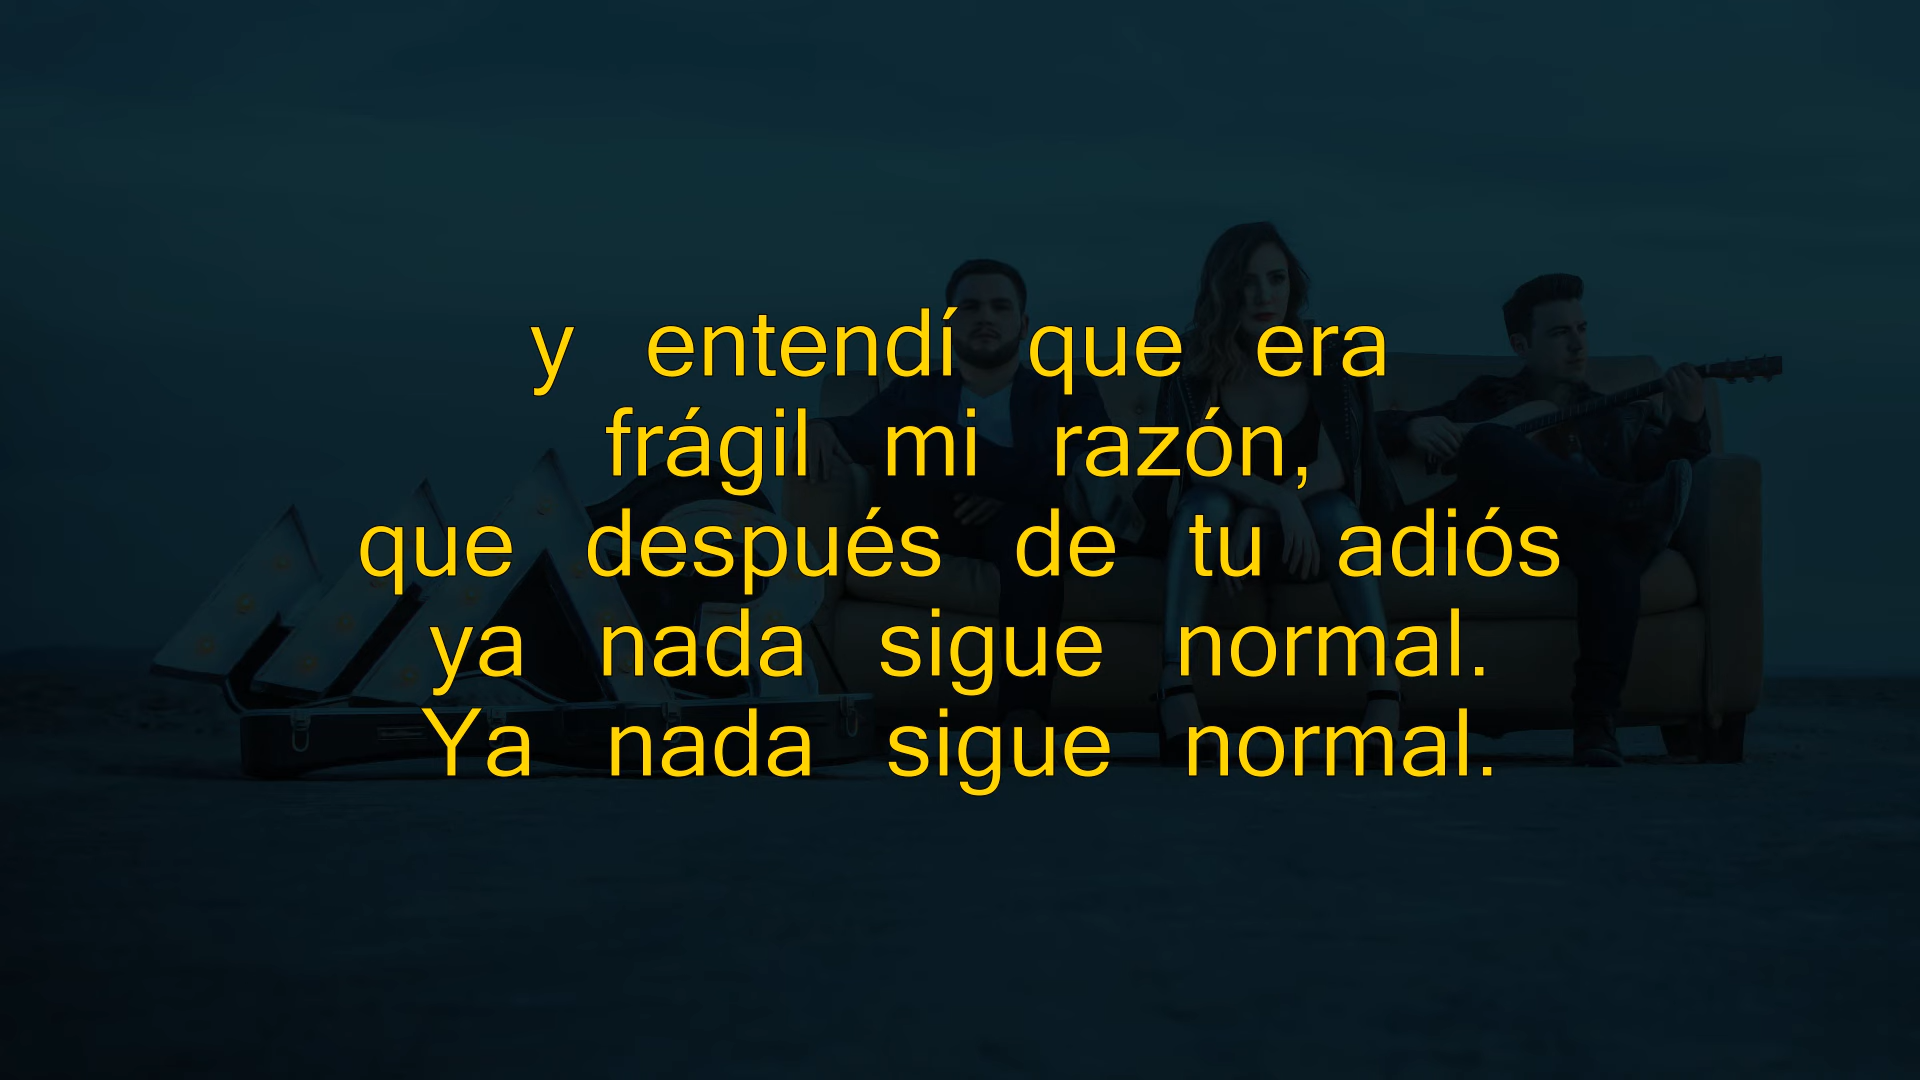 y entendí que era
frágil mi razón,
que después de tu adiós
ya nada sigue normal.
Ya nada sigue normal.